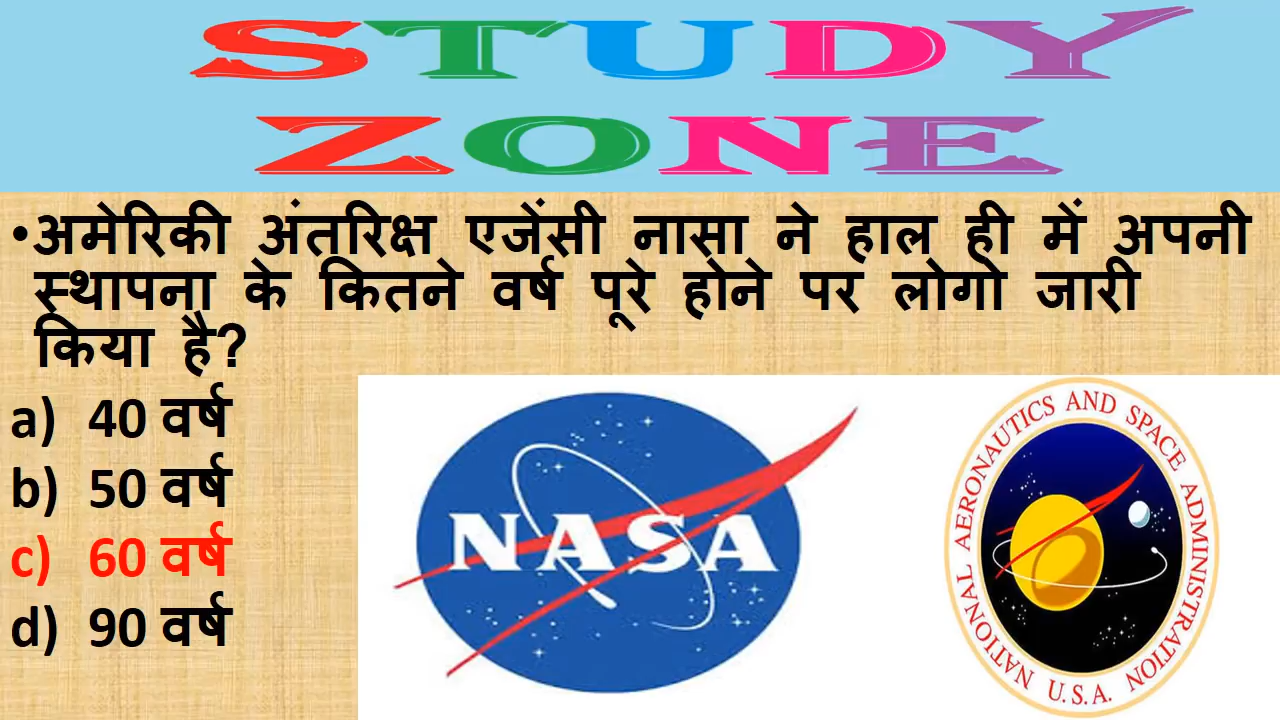 STUDY
ZONE
•अमेरिकी अंतरिक्ष एजेंसी नासा ने हाल ही में अपनी
स्थापना के कितने वर्ष पूरे होने पर लोगो जारी
किया है?
a) 40 वर्ष
b) 50 वर्ष
c) 60 वर्ष
d) 90 वर्ष
NASA
NATIONAL AERONAUTICS AND SPACE ADMINISTRATION
U.S.A.